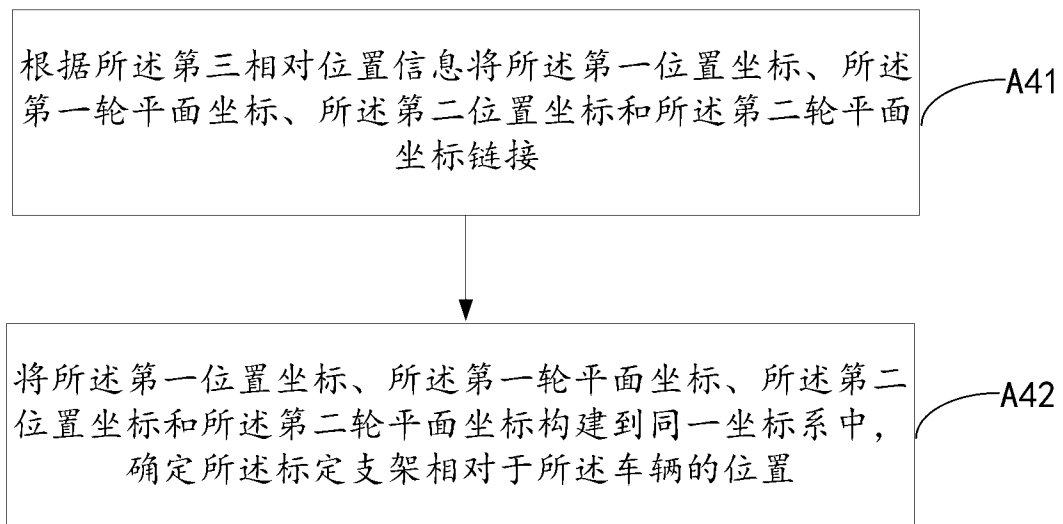 根据所述第三相对位置信息将所述第一位置坐标、所述
第一轮平面坐标、所述第二位置坐标和所述第二轮平面
坐标链接
A41
将所述第一位置坐标、所述第一轮平面坐标、所述第二
位置坐标和所述第二轮平面坐标构建到同一坐标系中，
确定所述标定支架相对于所述车辆的位置
A42